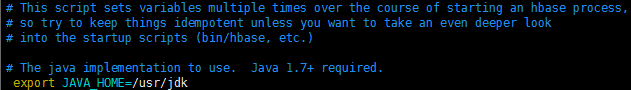 # This script sets variables multiple times over the course of starting an hbase process,
# so try to keep things idempotent unless you want to take an even deeper look
# into the startup scripts (bin/hbase, etc.)

# The java implementation to use.  Java 1.7+ required.
 export JAVA_HOME=/usr/jdk